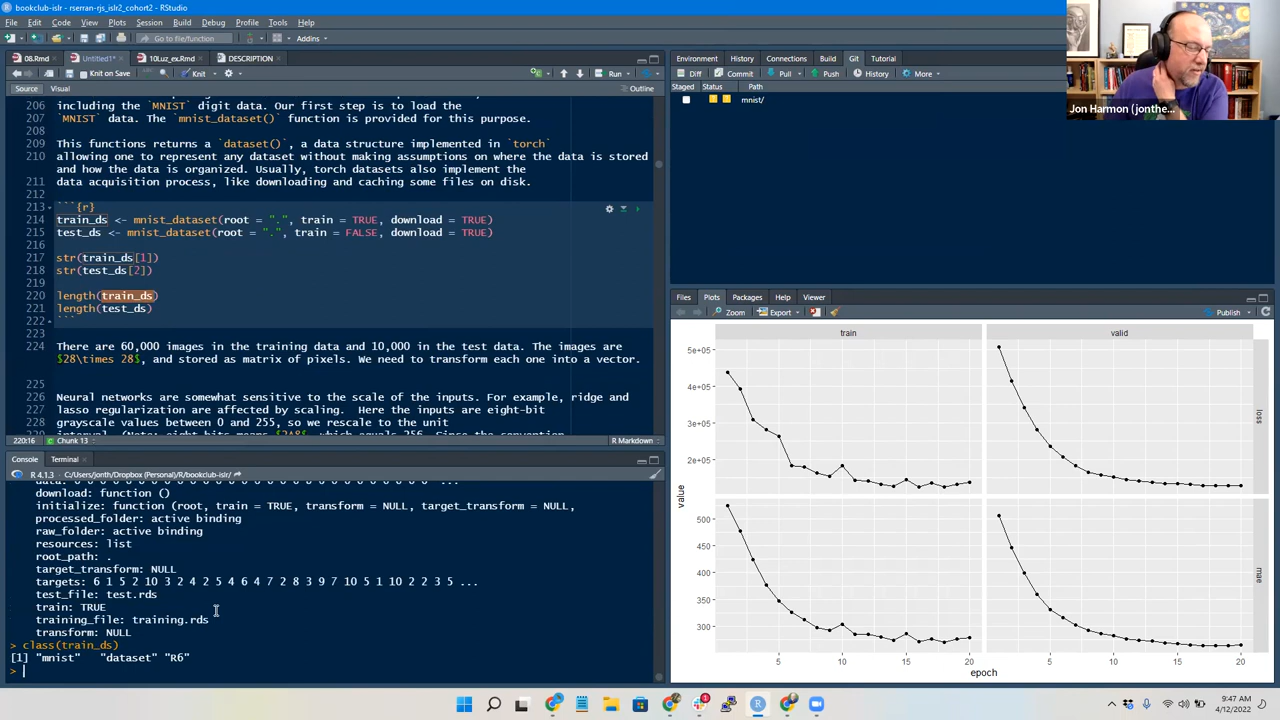 bookclub-islr - rserran-rjs_islr2_cohort2 - RStudio
File Edit Code View Plots Session Build Debug Profile Tools Help
Go to file/function Addins
08.Rmd Untitled1* 10Luz_ex.Rmd DESCRIPTION
Knit on Save Knit Run
Source Visual Outline
206 including the `MNIST` digit data. Our first step is to load the
207 `MNIST` data. The `mnist_dataset()` function is provided for this purpose.
208
209 This functions returns a `dataset()`, a data structure implemented in `torch`
210 allowing one to represent any dataset without making assumptions on where the data is stored
and how the data is organized. Usually, torch datasets also implement the
211 data acquisition process, like downloading and caching some files on disk.
212
213 ```{r}
214 train_ds <- mnist_dataset(root = ".", train = TRUE, download = TRUE)
215 test_ds <- mnist_dataset(root = ".", train = FALSE, download = TRUE)
216
217 str(train_ds[1])
218 str(test_ds[2])
219
220 length(train_ds)
221 length(test_ds)
222 ```
223
224 There are 60,000 images in the training data and 10,000 in the test data. The images are
$28\times 28$, and stored as matrix of pixels. We need to transform each one into a vector.
225
226 Neural networks are somewhat sensitive to the scale of the inputs. For example, ridge and
227 lasso regularization are affected by scaling. Here the inputs are eight-bit
228 grayscale values between 0 and 255, so we rescale to the
229 unit
220:16 Chunk 13 R Markdown
Console Terminal
R 4.1.3 · C:/Users/jonth/Dropbox (Personal)/R/bookclub-islr/
download: function ()
initialize: function (root, train = TRUE, transform = NULL, target_transform = NULL,
processed_folder: active binding
raw_folder: active binding
resources: list
root_path: .
target_transform: NULL
targets: 6 1 5 2 10 3 2 4 2 5 4 6 4 7 2 8 3 9 7 10 5 1 10 2 2 3 5 ...
test_file: test.rds
train: TRUE
training_file: training.rds
transform: NULL
> class(train_ds)
[1] "mnist" "dataset" "R6"
>
Environment History Connections Build Git Tutorial
Diff Commit Pull Push History More
Staged Status Path
mnist/
Jon Harmon (jonthe
Files Plots Packages Help Viewer
Zoom Export Publish
train valid
5e+05
4e+05
3e+05
2e+05
loss
value
500
450
400
350
300
mae
5 10 15 20 5 10 15 20
epoch
9:47 AM
4/12/2022